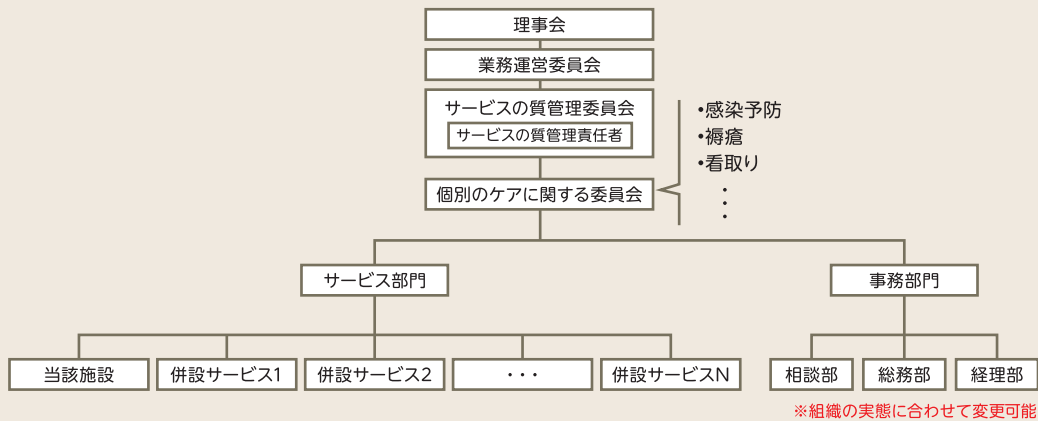 理事会
業務運営委員会
サービスの質管理委員会
サービスの質管理責任者
個別のケアに関する委員会
・感染予防
・褥瘡
・看取り
・
・
・
サービス部門
事務部門
当該施設
併設サービス1
併設サービス2
・・・
併設サービスN
相談部
総務部
経理部
※組織の実態に合わせて変更可能